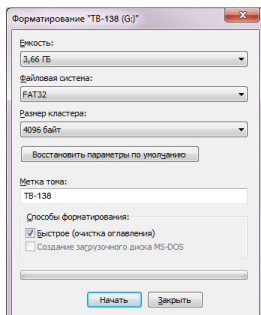 Форматирование "TB-138 (G:)"
Емкость:
3,66 ГБ
Файловая система:
FAT32
Размер кластера:
4096 байт
Восстановить параметры по умолчанию
Метка тома:
TB-138
Способы форматирования:
Быстрое (очистка оглавления)
Создание загрузочного диска MS-DOS
Начать Закрыть